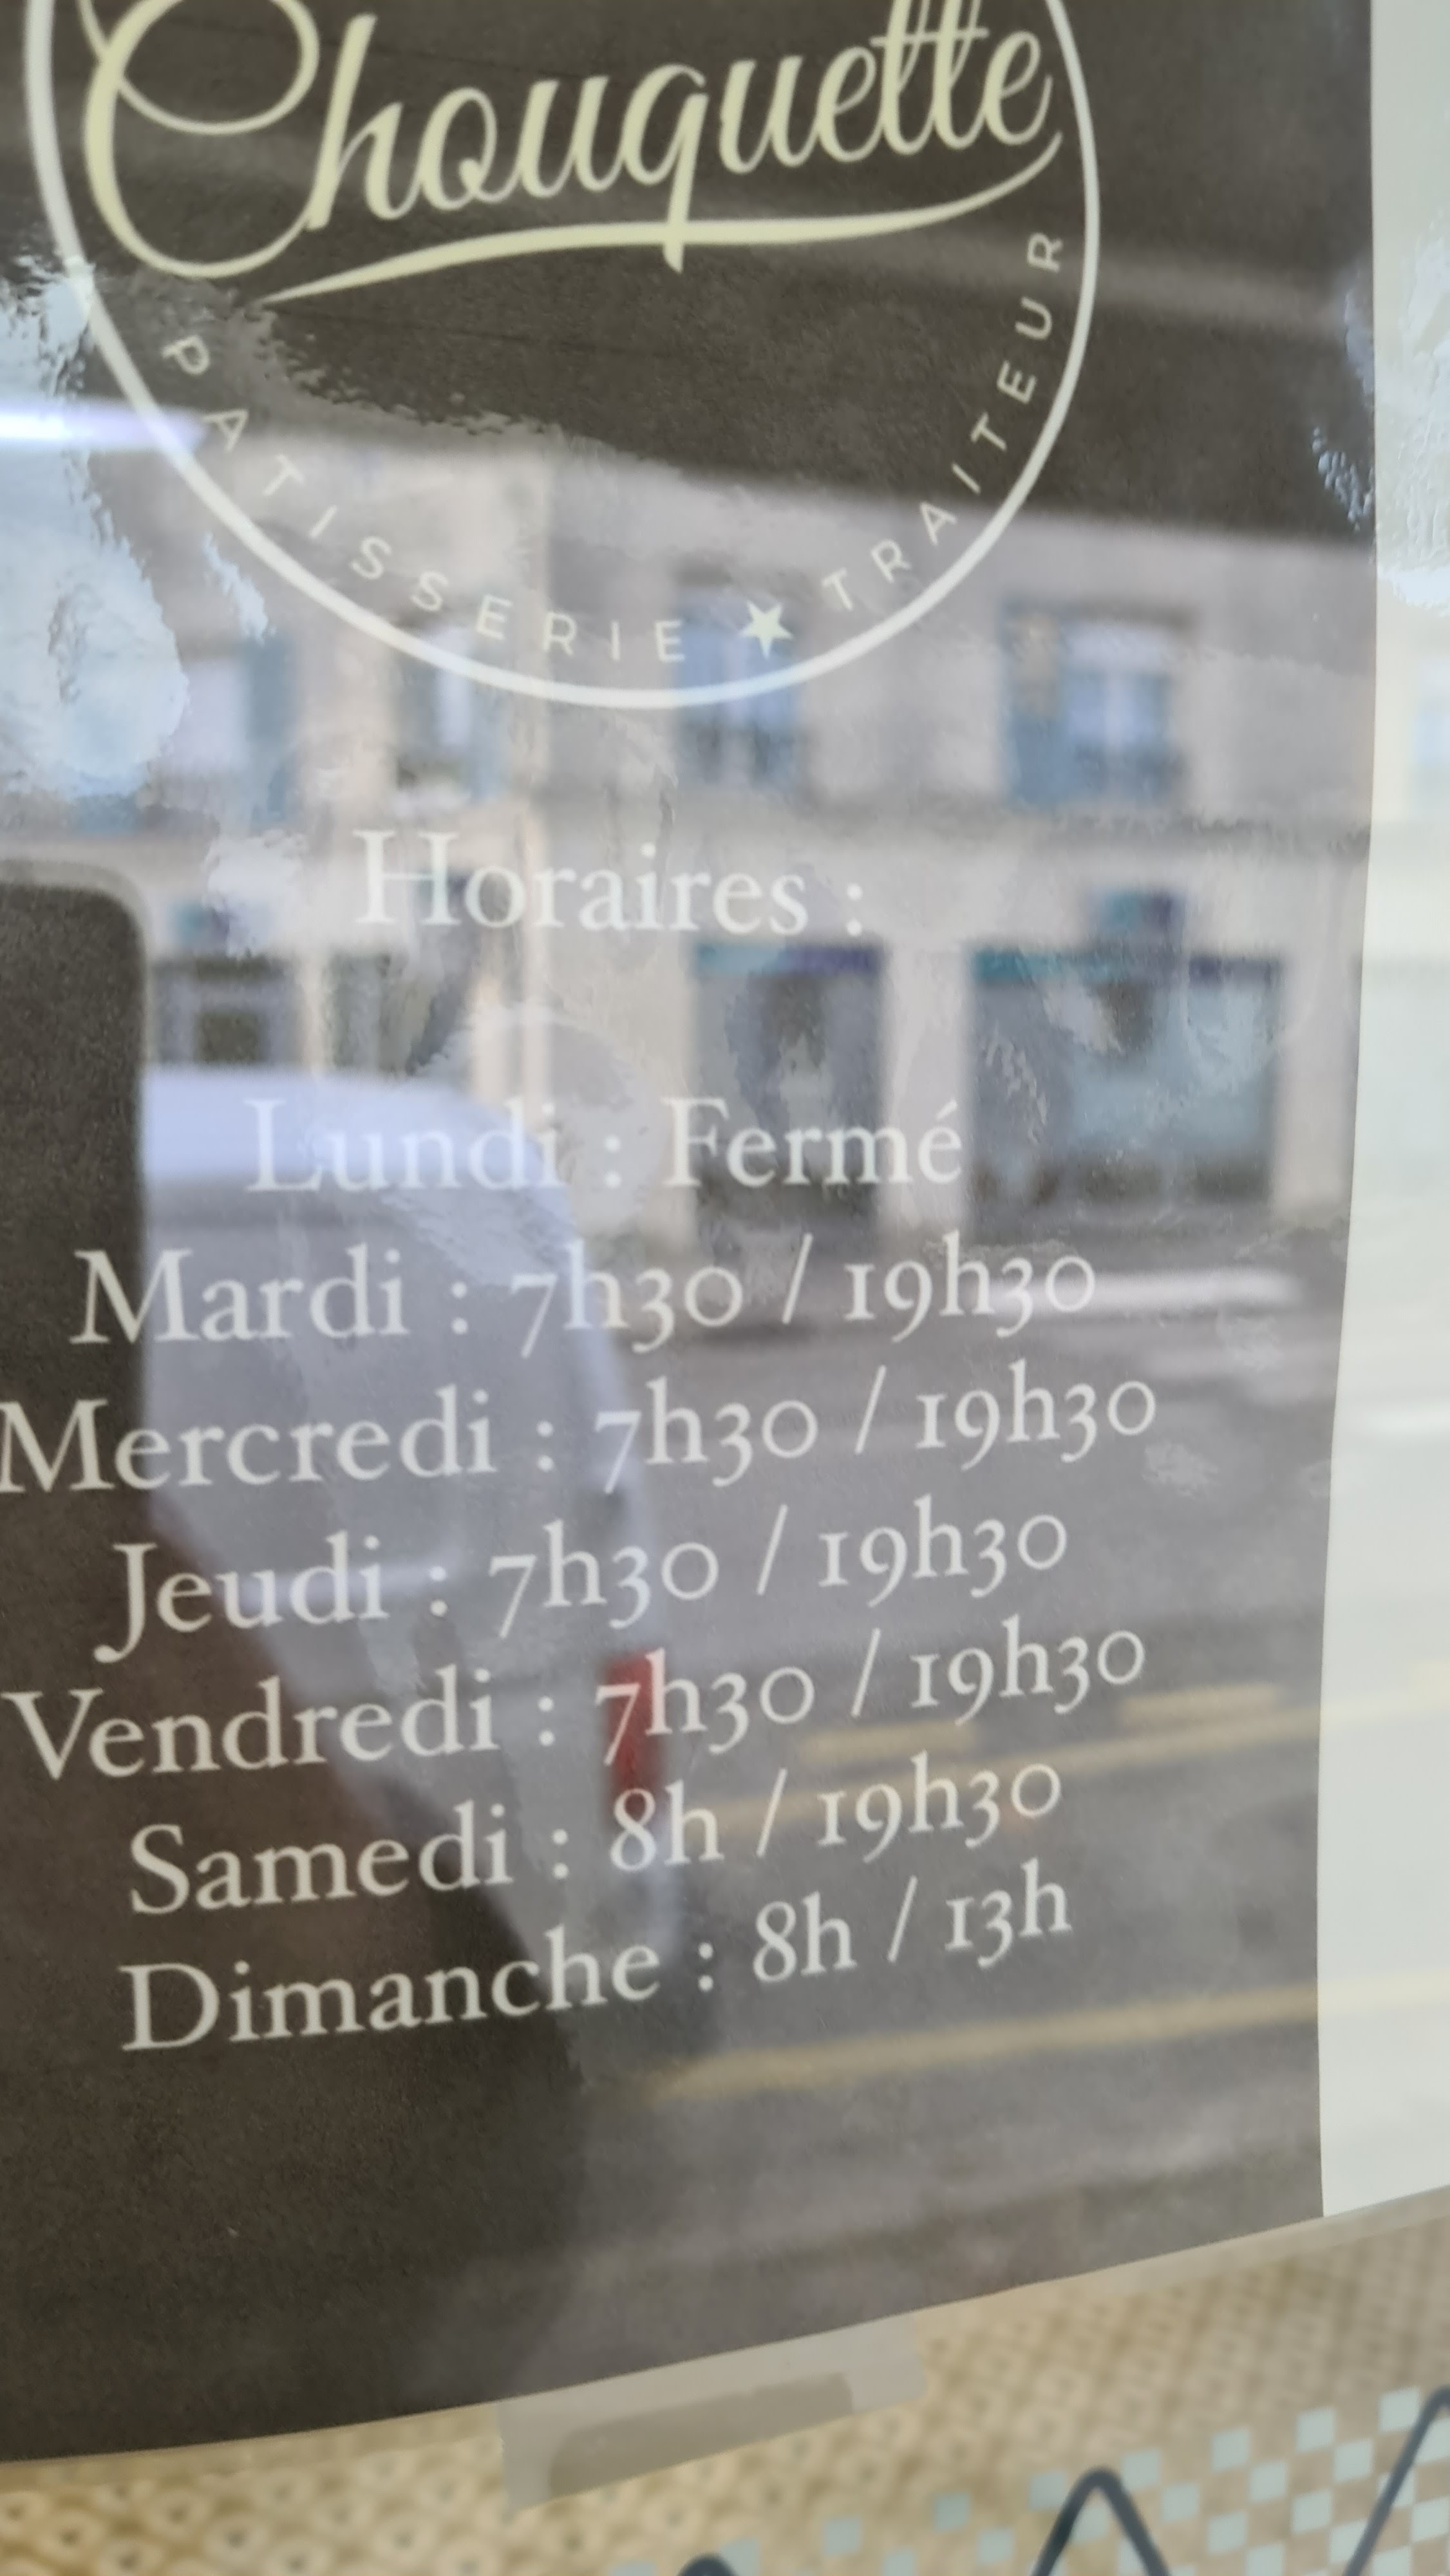 Chouquette
PATISSERIE ★ TRAITEUR
Horaires :
Lundi : Fermé
Mardi : 7h30 / 19h30
Mercredi : 7h30 / 19h30
Jeudi : 7h30 / 19h30
Vendredi : 7h30 / 19h30
Samedi : 8h / 19h30
Dimanche : 8h / 13h